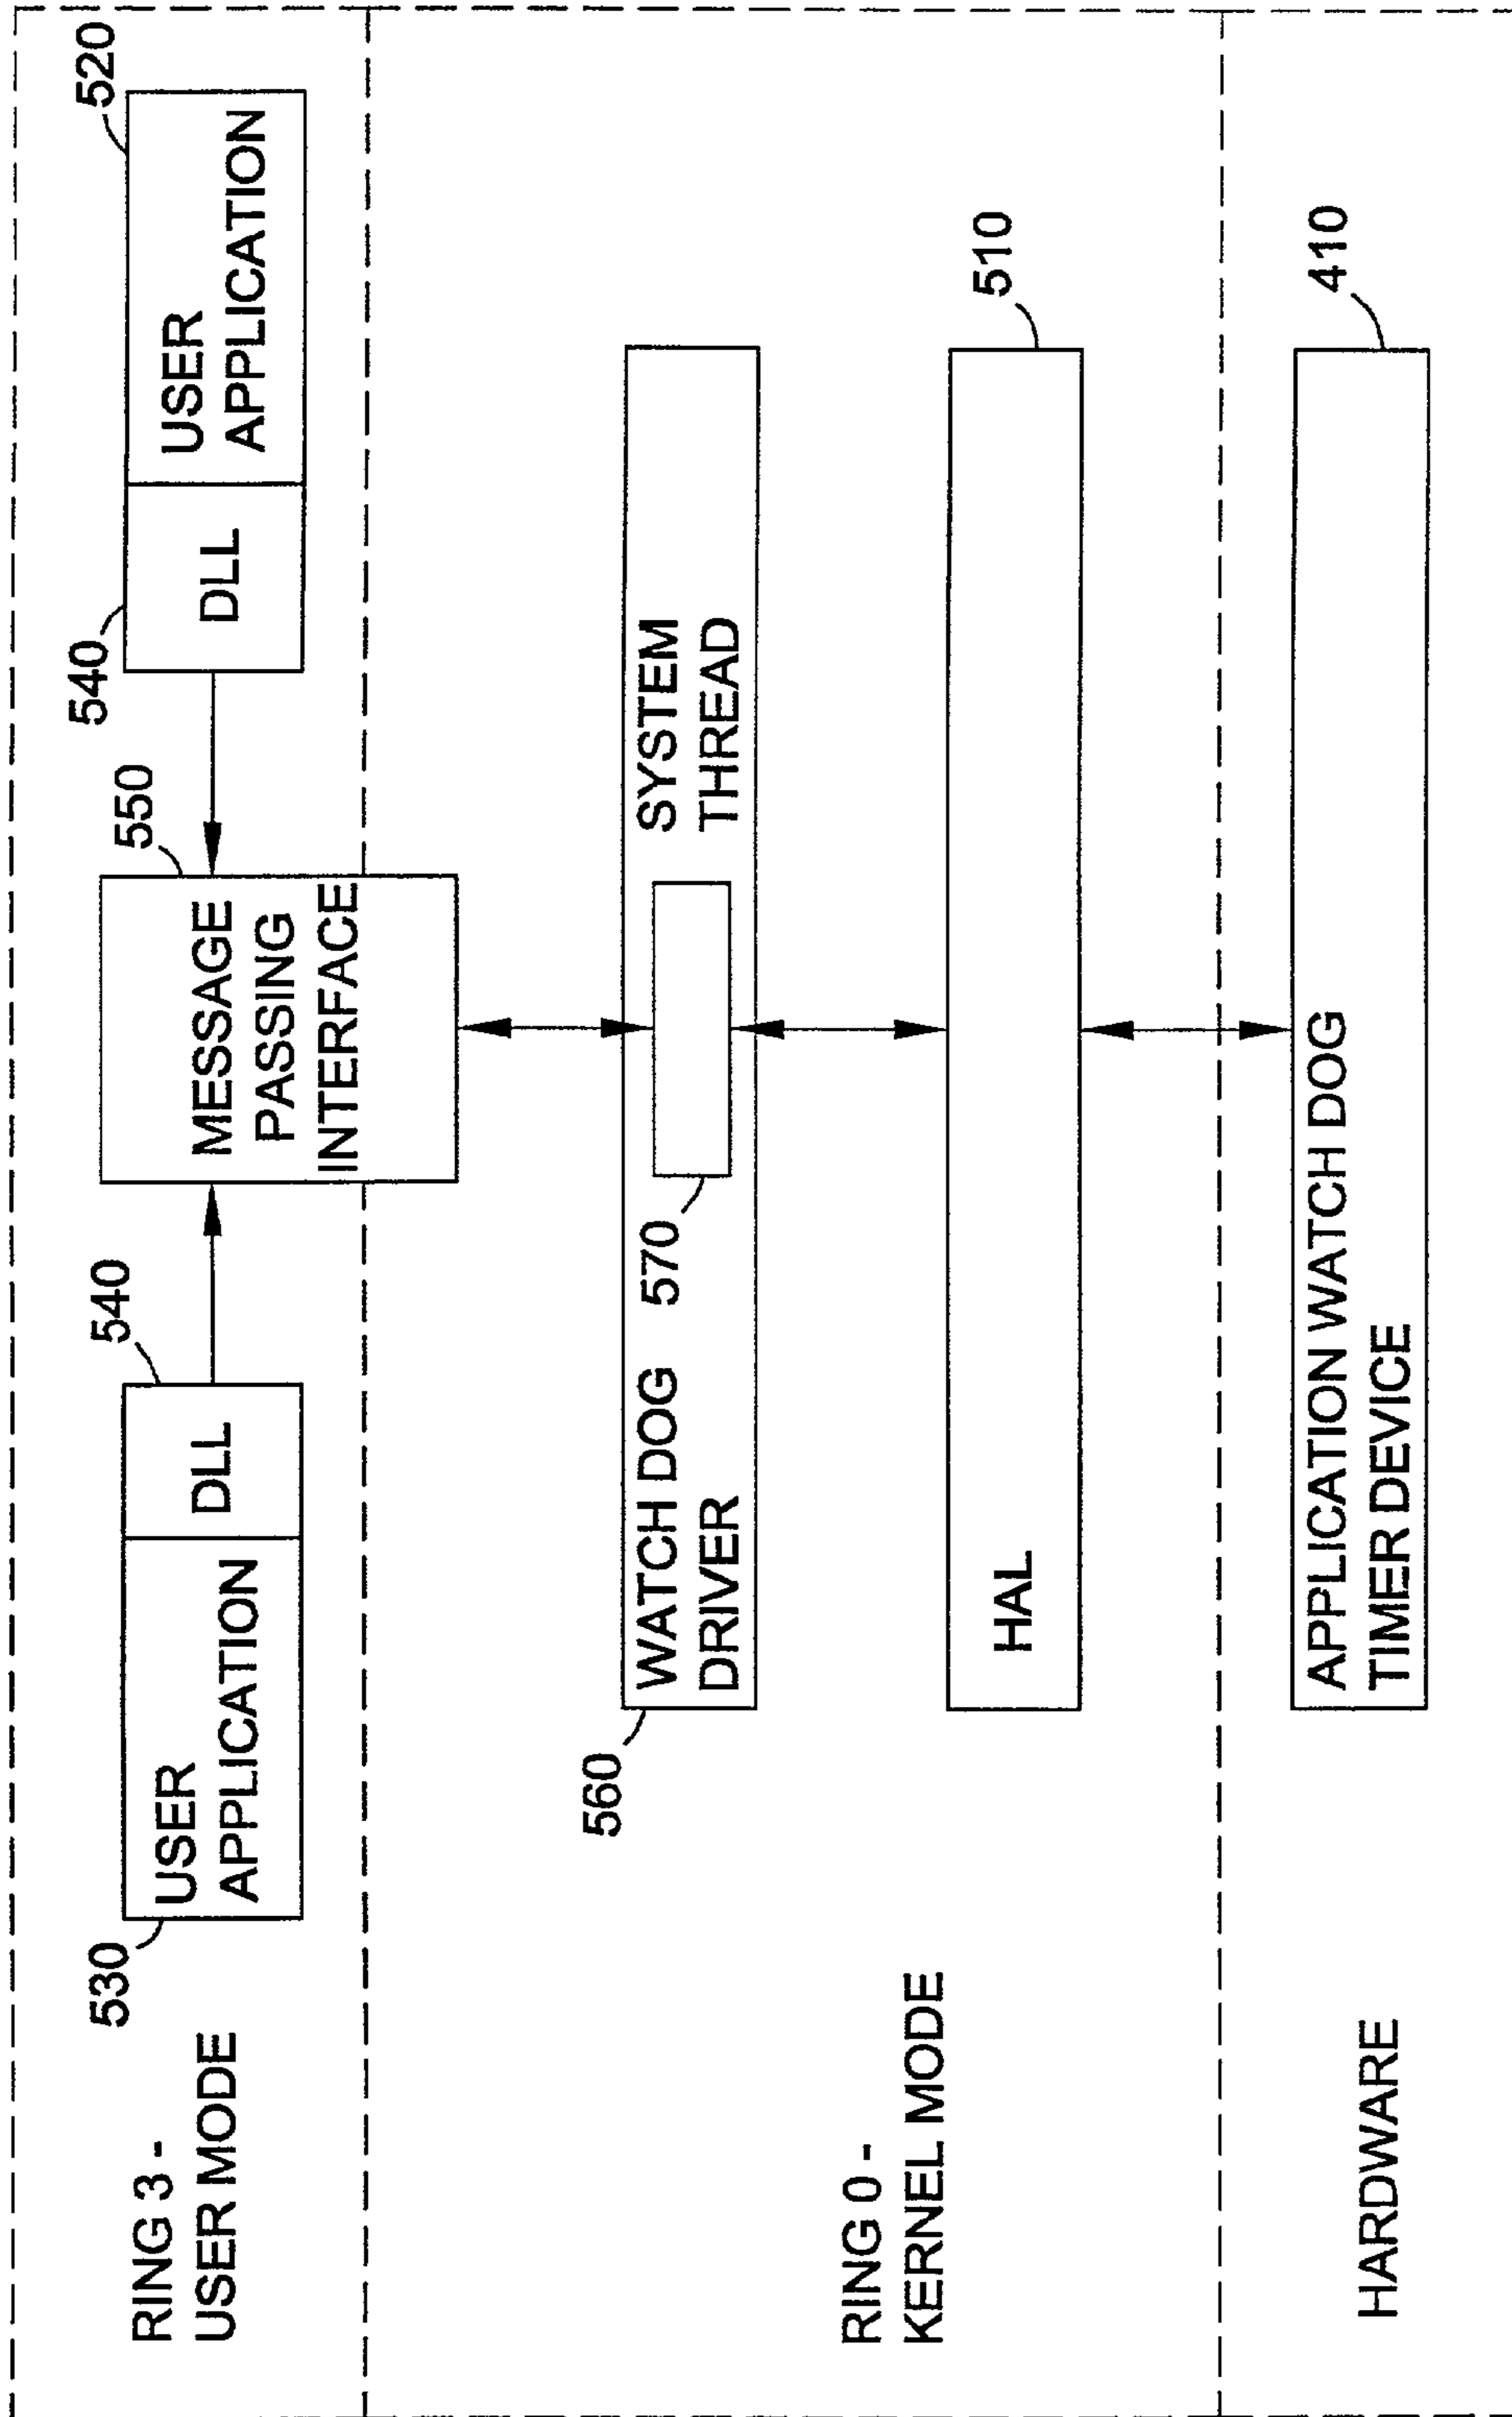 RING 3 -
USER MODE
530
USER
APPLICATION
DLL
540
MESSAGE
PASSING
INTERFACE
550
540
DLL
USER
APPLICATION
520
RING 0 -
KERNEL MODE
560
WATCH DOG
DRIVER
570
SYSTEM
THREAD
HAL
510
HARDWARE
APPLICATION WATCH DOG
TIMER DEVICE
410